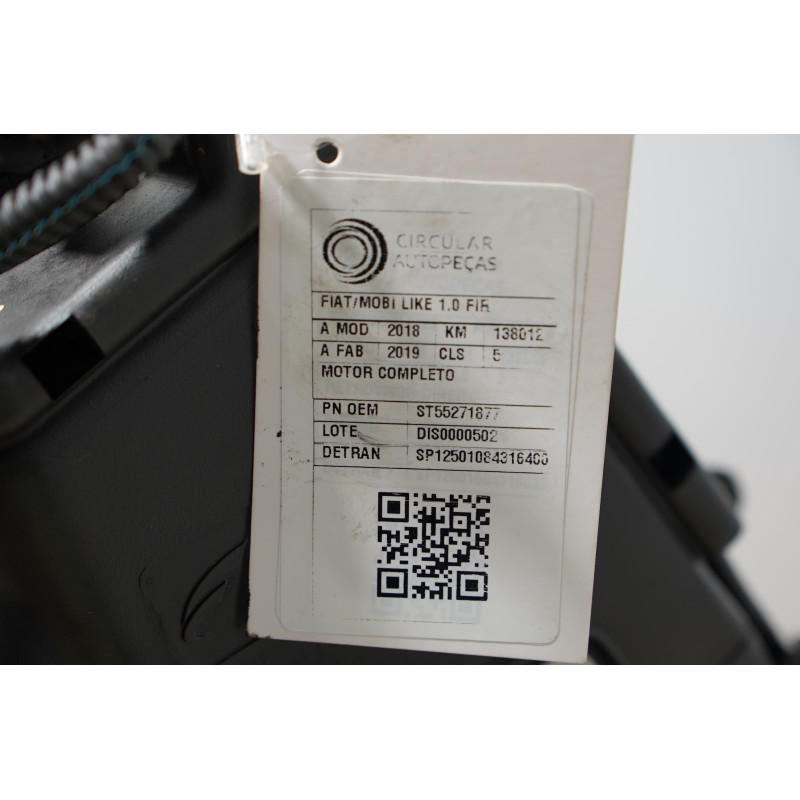 CIRCULAR
AUTOPEÇAS
FIAT/MOBI LIKE 1.0 FIR
A MOD 2018 KM 138012
A FAB 2019 CLS 5
MOTOR COMPLETO
PN OEM ST55271877
LOTE DIS0000502
DETRAN SP12501084316400